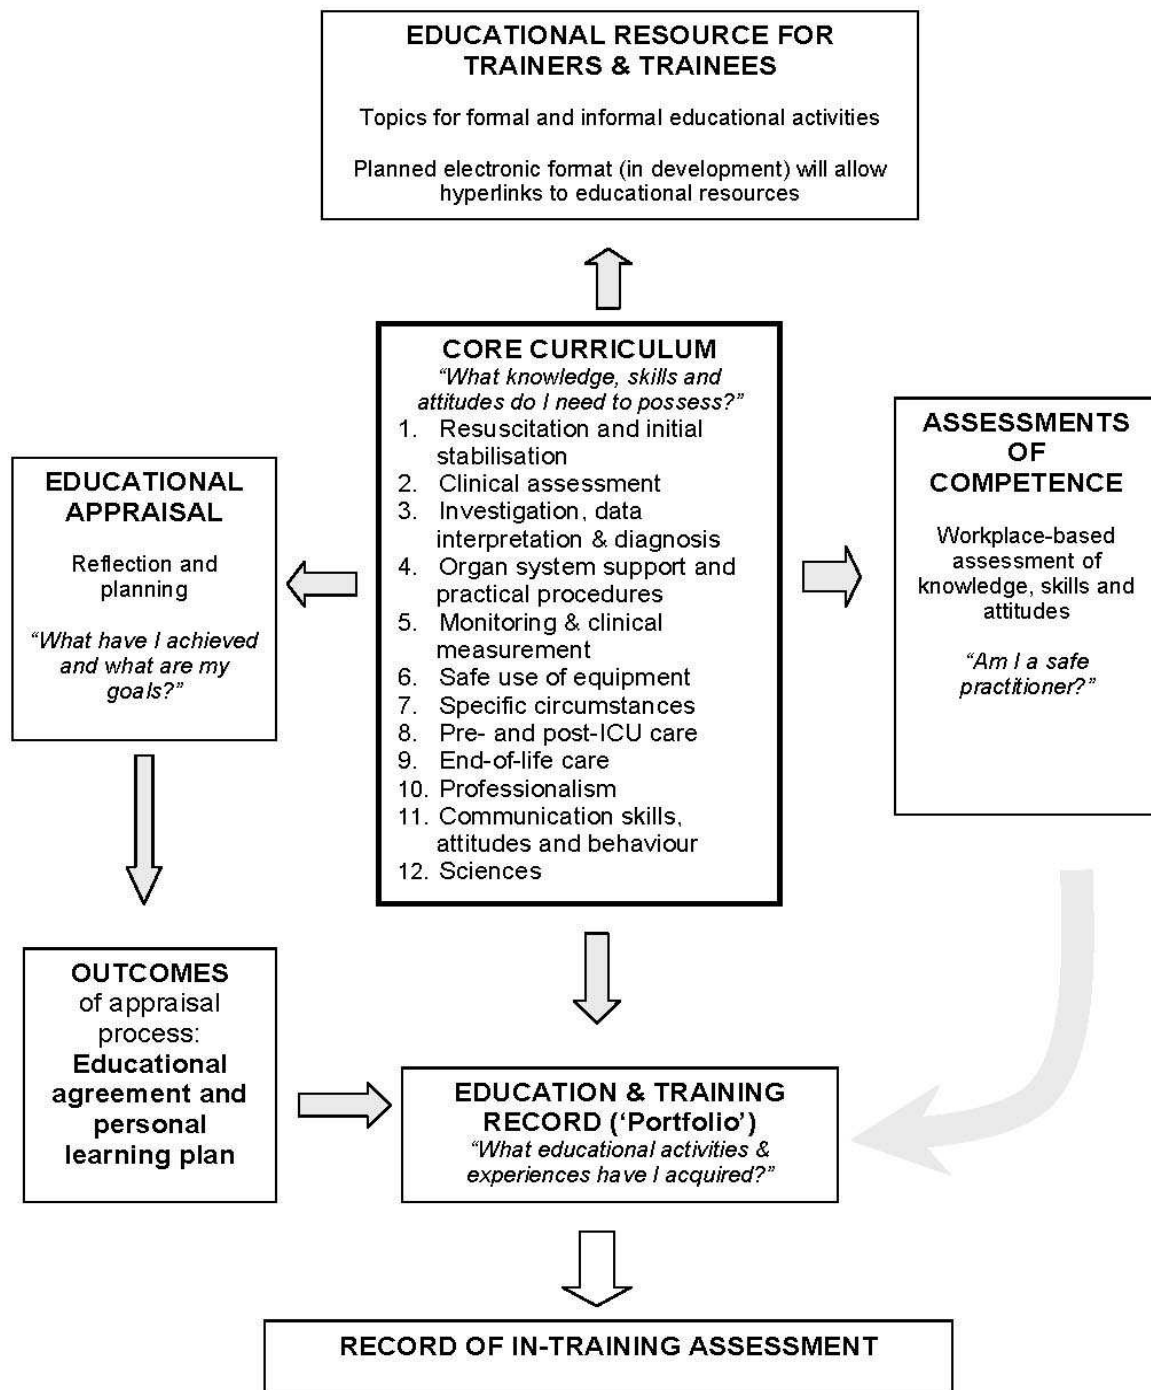 EDUCATIONAL RESOURCE FOR
TRAINERS & TRAINEES
Topics for formal and informal educational activities
Planned electronic format (in development) will allow
hyperlinks to educational resources
CORE CURRICULUM
“What knowledge, skills and
attitudes do I need to possess?”
1. Resuscitation and initial
stabilisation
2. Clinical assessment
3. Investigation, data
interpretation & diagnosis
4. Organ system support and
practical procedures
5. Monitoring & clinical
measurement
6. Safe use of equipment
7. Specific circumstances
8. Pre- and post-ICU care
9. End-of-life care
10. Professionalism
11. Communication skills,
attitudes and behaviour
12. Sciences
ASSESSMENTS
OF
COMPETENCE
Workplace-based
assessment of
knowledge, skills and
attitudes
“Am I a safe
practitioner?”
EDUCATIONAL
APPRAISAL
Reflection and
planning
“What have I achieved
and what are my
goals?”
OUTCOMES
of appraisal
process:
Educational
agreement and
personal
learning plan
EDUCATION & TRAINING
RECORD (‘Portfolio’)
“What educational activities &
experiences have I acquired?”
RECORD OF IN-TRAINING ASSESSMENT